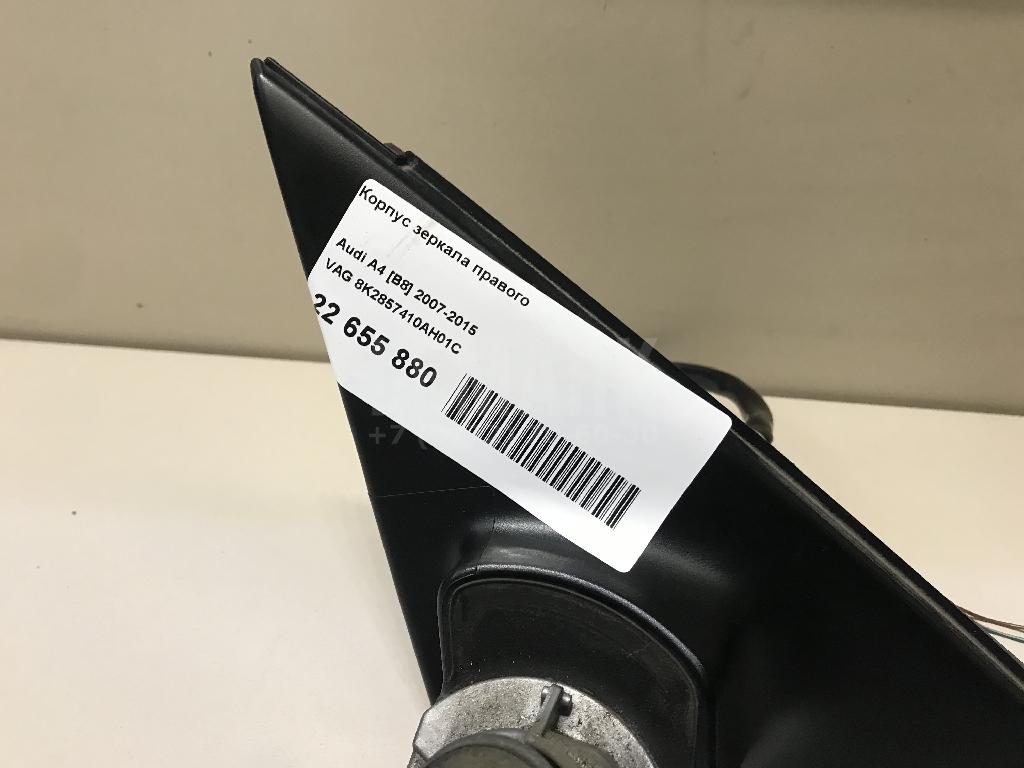 Корпус зеркала правого
Audi A4 [B8] 2007-2015
VAG 8K2857410AH01C
22 655 880